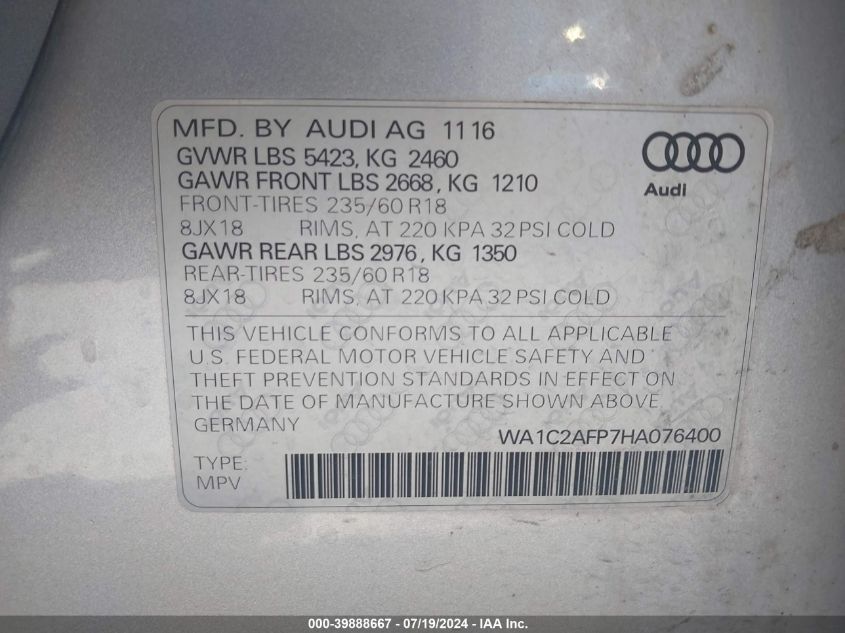 MFD. BY AUDI AG 11 16
GVWR LBS 5423, KG 2460
GAWR FRONT LBS 2668, KG 1210
FRONT-TIRES 235/60 R18
8JX18 RIMS, AT 220 KPA 32 PSI COLD
GAWR REAR LBS 2976, KG 1350
REAR-TIRES 235/60 R18
8JX18 RIMS, AT 220 KPA 32 PSI COLD
Audi
THIS VEHICLE CONFORMS TO ALL APPLICABLE
U.S. FEDERAL MOTOR VEHICLE SAFETY AND
THEFT PREVENTION STANDARDS IN EFFECT ON
THE DATE OF MANUFACTURE SHOWN ABOVE.
GERMANY
WA1C2AFP7HA076400
TYPE:
MPV
000-39888667 - 07/19/2024 - IAA Inc.